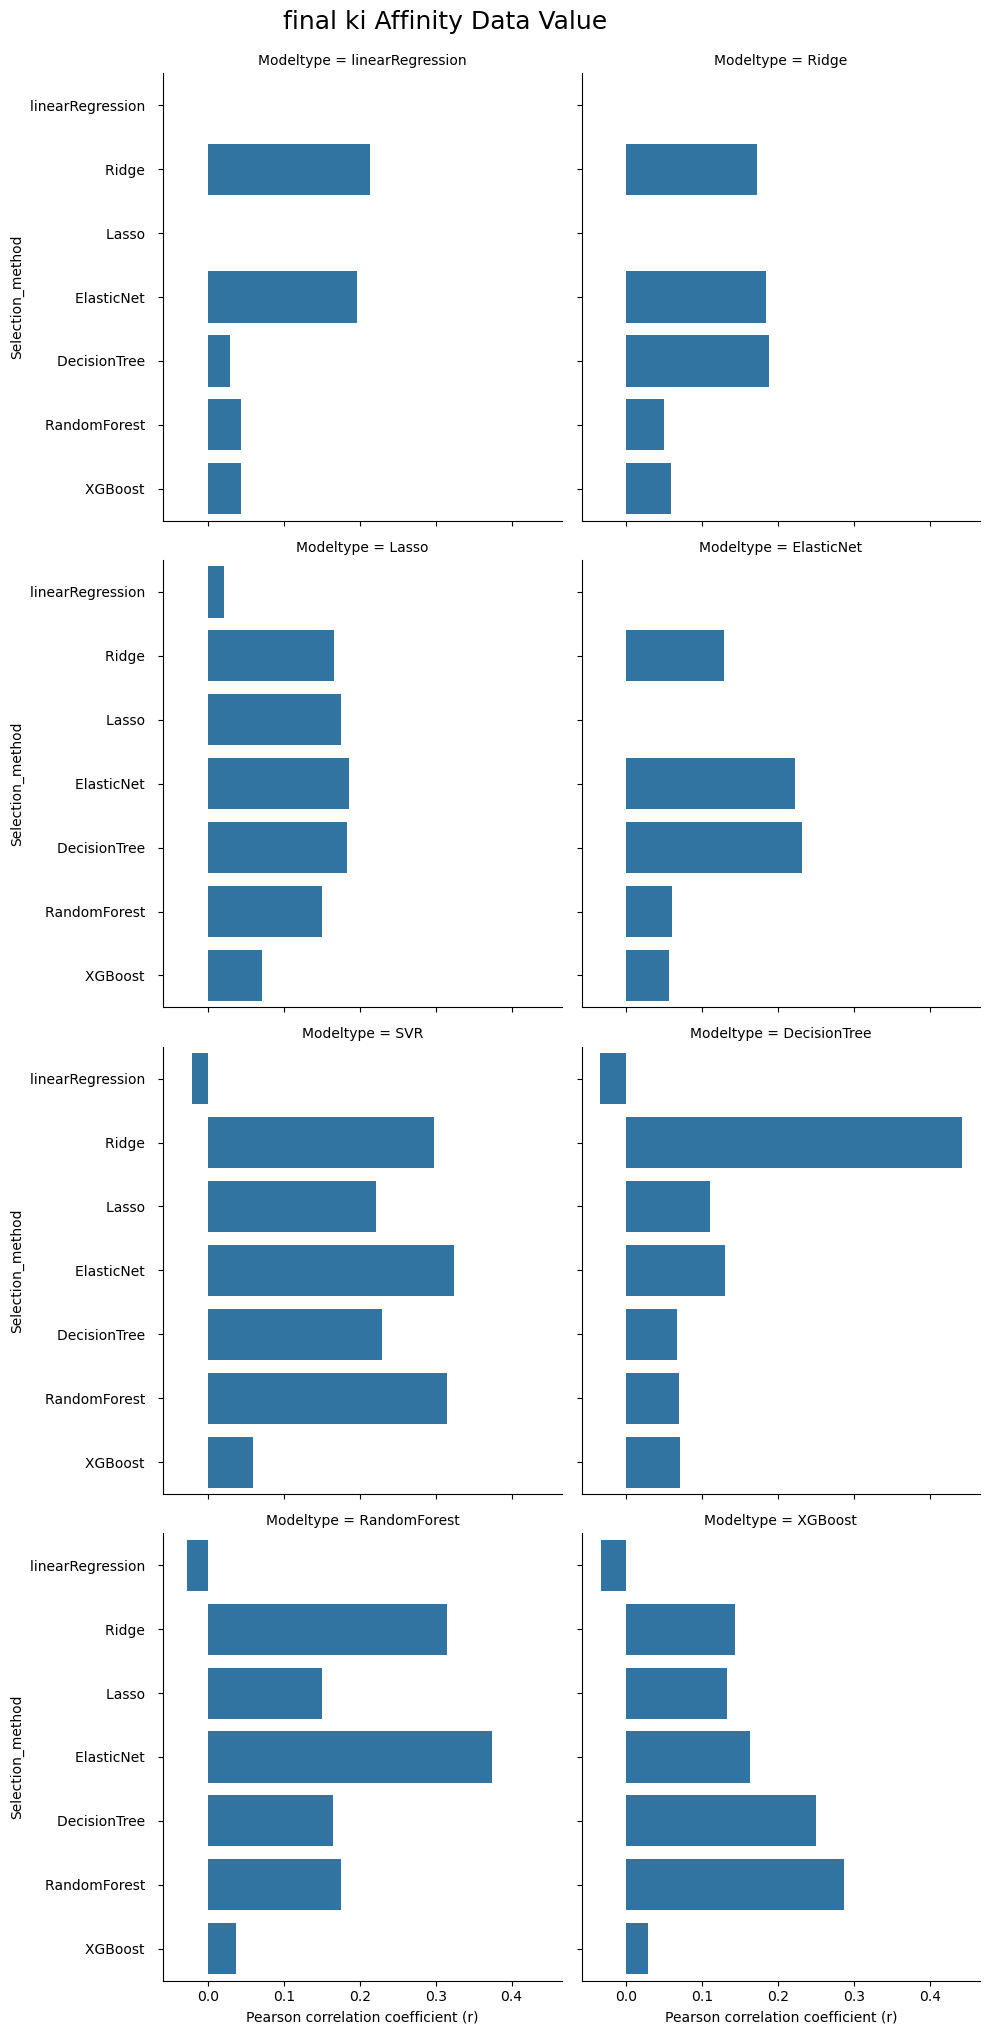 final ki Affinity Data Value
Modeltype = linearRegression
Modeltype = Ridge
Selection_method
linearRegression
Ridge
Lasso
ElasticNet
DecisionTree
RandomForest
XGBoost
Modeltype = Lasso
Modeltype = ElasticNet
Selection_method
linearRegression
Ridge
Lasso
ElasticNet
DecisionTree
RandomForest
XGBoost
Modeltype = SVR
Modeltype = DecisionTree
Selection_method
linearRegression
Ridge
Lasso
ElasticNet
DecisionTree
RandomForest
XGBoost
Modeltype = RandomForest
Modeltype = XGBoost
Selection_method
linearRegression
Ridge
Lasso
ElasticNet
DecisionTree
RandomForest
XGBoost
0.0 0.1 0.2 0.3 0.4
0.0 0.1 0.2 0.3 0.4
Pearson correlation coefficient (r)
Pearson correlation coefficient (r)